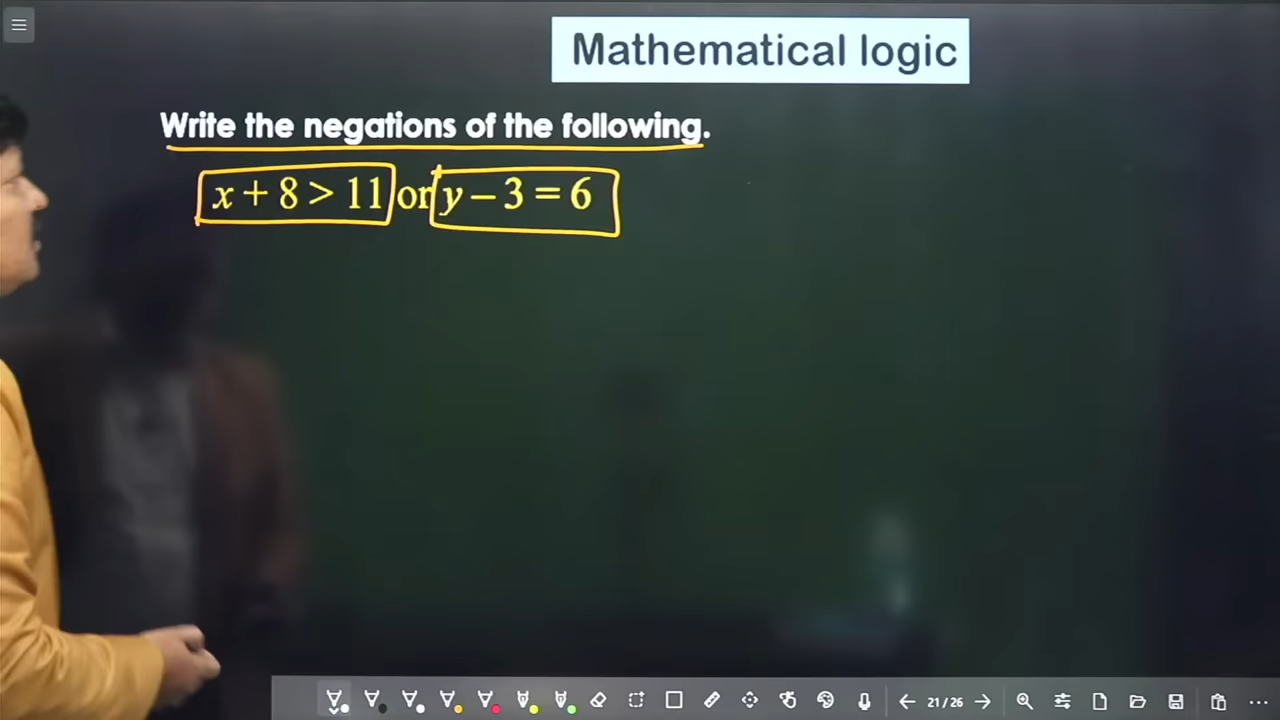 Mathematical logic
Write the negations of the following.
x + 8 > 11 or y – 3 = 6
21 / 26